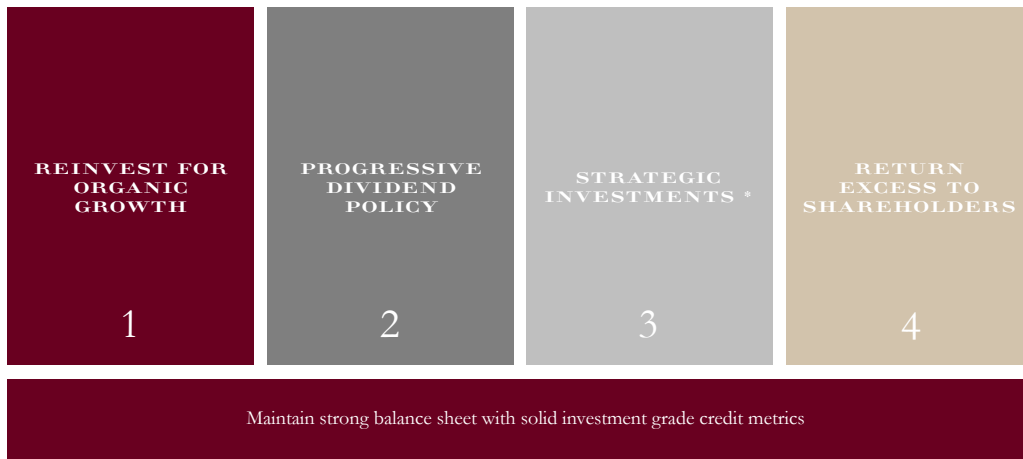 REINVEST FOR
ORGANIC
GROWTH
1
PROGRESSIVE
DIVIDEND
POLICY
2
STRATEGIC
INVESTMENTS *
3
RETURN
EXCESS TO
SHAREHOLDERS
4
Maintain strong balance sheet with solid investment grade credit metrics